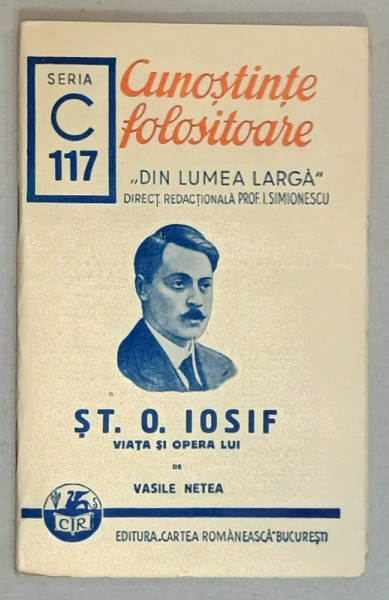 SERIA
C
117
Cunoștințe
folositoare
„DIN LUMEA LARGĂ"
DIRECT. REDACȚIONALĂ PROF. I. SIMIONESCU
ȘT. O. IOSIF
VIAȚA ȘI OPERA LUI
DE
VASILE NETEA
CTR
EDITURA „CARTEA ROMÂNEASCĂ" BUCUREȘTI